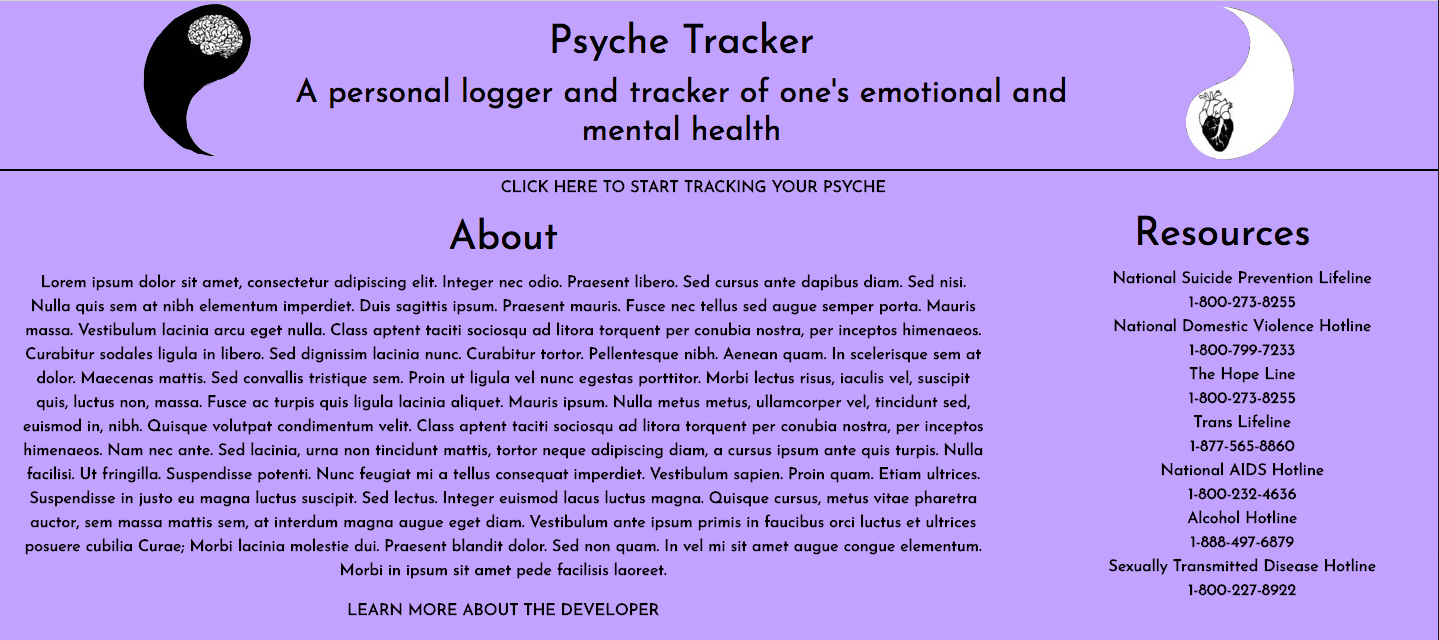 Psyche Tracker
A personal logger and tracker of one's emotional and
mental health
CLICK HERE TO START TRACKING YOUR PSYCHE
About
Lorem ipsum dolor sit amet, consectetur adipiscing elit. Integer nec odio. Praesent libero. Sed cursus ante dapibus diam. Sed nisi.
Nulla quis sem at nibh elementum imperdiet. Duis sagittis ipsum. Praesent mauris. Fusce nec tellus sed augue semper porta. Mauris
massa. Vestibulum lacinia arcu eget nulla. Class aptent taciti sociosqu ad litora torquent per conubia nostra, per inceptos himenaeos.
Curabitur sodales ligula in libero. Sed dignissim lacinia nunc. Curabitur tortor. Pellentesque nibh. Aenean quam. In scelerisque sem at
dolor. Maecenas mattis. Sed convallis tristique sem. Proin ut ligula vel nunc egestas porttitor. Morbi lectus risus, iaculis vel, suscipit
quis, luctus non, massa. Fusce ac turpis quis ligula lacinia aliquet. Mauris ipsum. Nulla metus metus, ullamcorper vel, tincidunt sed,
euismod in, nibh. Quisque volutpat condimentum velit. Class aptent taciti sociosqu ad litora torquent per conubia nostra, per inceptos
himenaeos. Nam nec ante. Sed lacinia, urna non tincidunt mattis, tortor neque adipiscing diam, a cursus ipsum ante quis turpis. Nulla
facilisi. Ut fringilla. Suspendisse potenti. Nunc feugiat mi a tellus consequat imperdiet. Vestibulum sapien. Proin quam. Etiam ultrices.
Suspendisse in justo eu magna luctus suscipit. Sed lectus. Integer euismod lacus luctus magna. Quisque cursus, metus vitae pharetra
auctor, sem massa mattis sem, at interdum magna augue eget diam. Vestibulum ante ipsum primis in faucibus orci luctus et ultrices
posuere cubilia Curae; Morbi lacinia molestie dui. Praesent blandit dolor. Sed non quam. In vel mi sit amet augue congue elementum.
Morbi in ipsum sit amet pede facilisis laoreet.
LEARN MORE ABOUT THE DEVELOPER
Resources
National Suicide Prevention Lifeline
1-800-273-8255
National Domestic Violence Hotline
1-800-799-7233
The Hope Line
1-800-273-8255
Trans Lifeline
1-877-565-8860
National AIDS Hotline
1-800-232-4636
Alcohol Hotline
1-888-497-6879
Sexually Transmitted Disease Hotline
1-800-227-8922